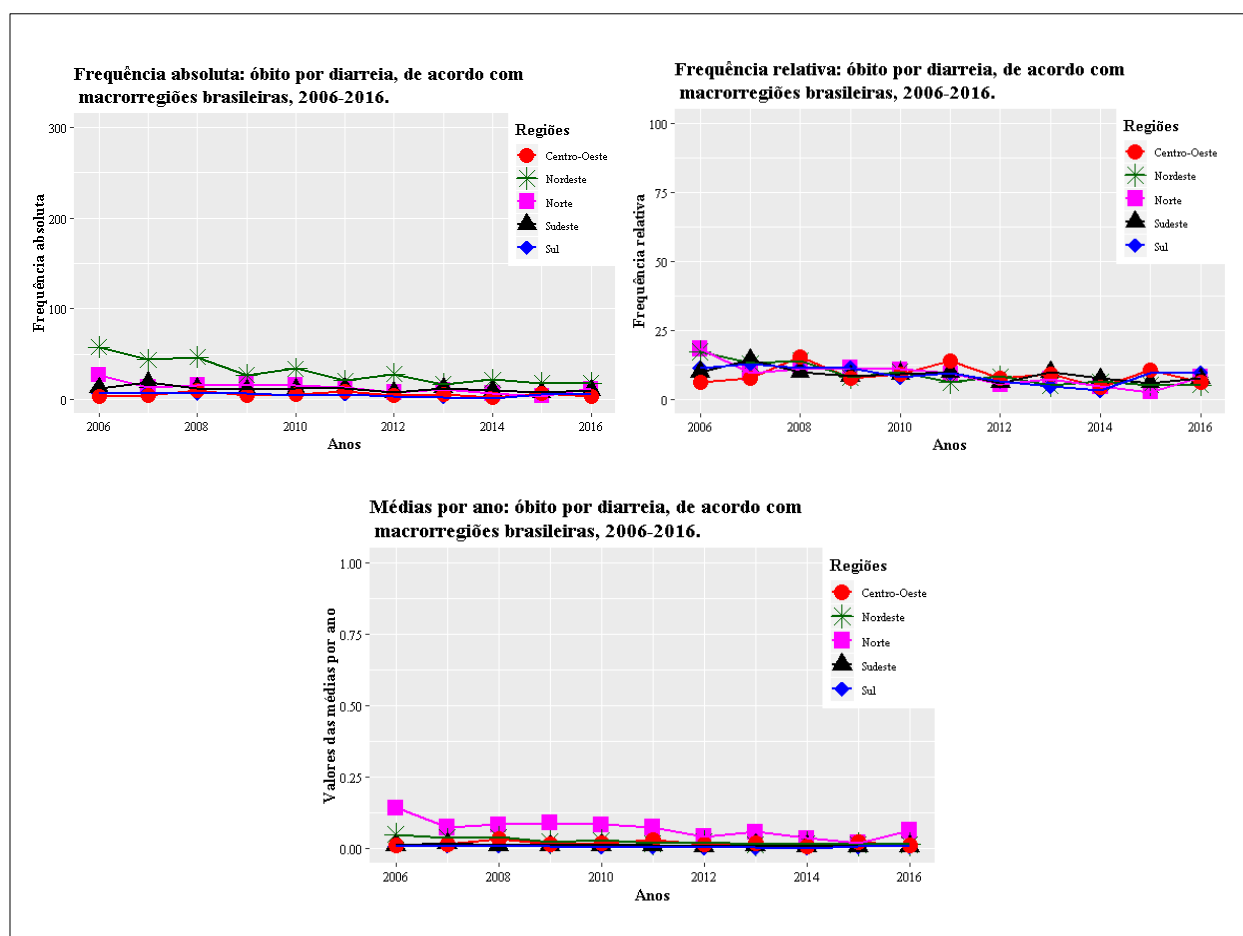 Frequência absoluta: óbito por diarreia, de acordo com
macrorregiões brasileiras, 2006-2016.
300
200
100
0
Frequência absoluta
2006
2008
2010
2012
2014
2016
Anos
Regiões
Centro-Oeste
Nordeste
Norte
Sudeste
Sul
Frequência relativa: óbito por diarreia, de acordo com
macrorregiões brasileiras, 2006-2016.
100
75
50
25
0
Frequência relativa
2006
2008
2010
2012
2014
2016
Anos
Regiões
Centro-Oeste
Nordeste
Norte
Sudeste
Sul
Médias por ano: óbito por diarreia, de acordo com
macrorregiões brasileiras, 2006-2016.
1.00
0.75
0.50
0.25
0.00
Valores das médias por ano
2006
2008
2010
2012
2014
2016
Anos
Regiões
Centro-Oeste
Nordeste
Norte
Sudeste
Sul